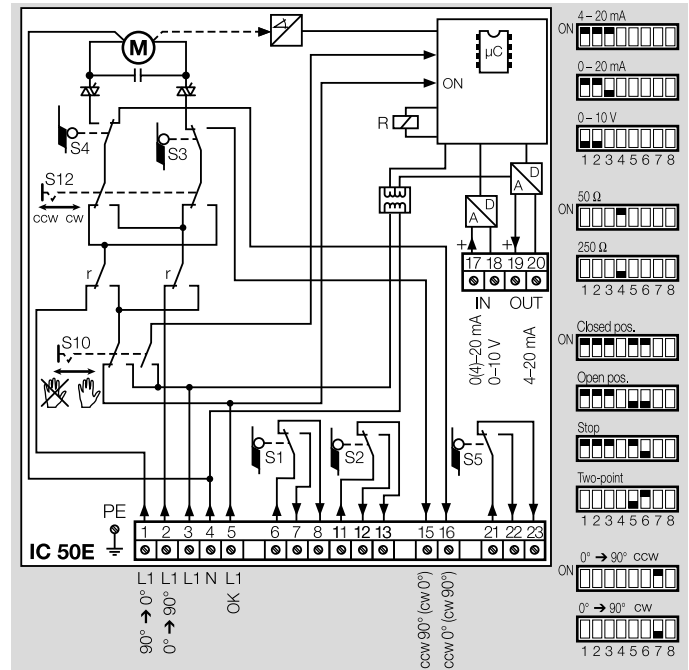 M
µC
ON
R
S4
S3
S12
ccw cw
r
r
S10
D
A
D
A
+
+
17 18 19 20
IN OUT
0(4)–20 mA
0–10 V
4–20 mA
S1
S2
S5
PE
1 2 3 4 5 6 7 8 11 12 13 15 16 21 22 23
IC 50E
L1 L1 L1 N L1
90° → 0°
0° → 90°
OK
ccw 90° (cw 0°)
ccw 0° (cw 90°)
4–20 mA
ON
0–20 mA
0–10 V
1 2 3 4 5 6 7 8
50 Ω
ON
250 Ω
1 2 3 4 5 6 7 8
Closed pos.
ON
Open pos.
Stop
Two-point
1 2 3 4 5 6 7 8
0° → 90° ccw
ON
0° → 90° cw
1 2 3 4 5 6 7 8